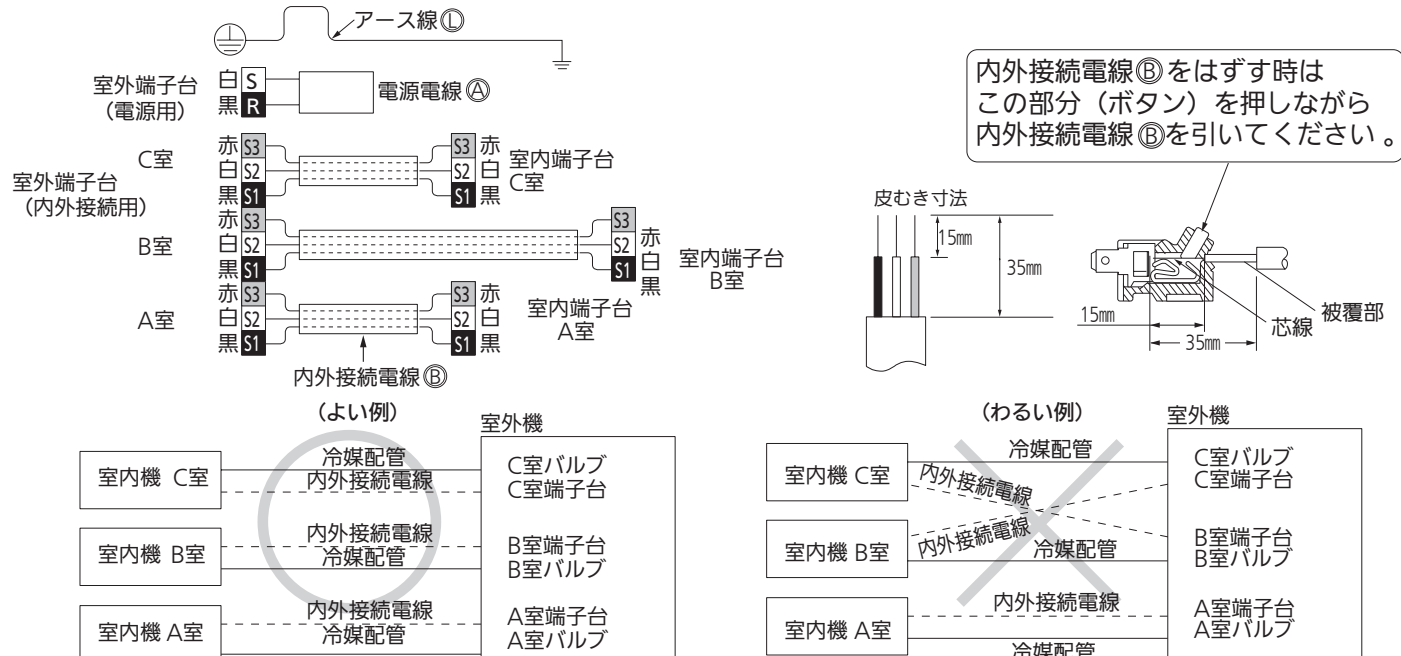 アース線Ⓛ
室外端子台
(電源用)
白 S
黒 R
電源電線Ⓐ
C室
赤 S3
白 S2
黒 S1
S3 赤
S2 白
S1 黒
室内端子台
C室
室外端子台
(内外接続用)
B室
赤 S3
白 S2
黒 S1
S3
S2 赤
S1 白
黒
室内端子台
B室
A室
赤 S3
白 S2
黒 S1
S3 赤
S2 白
S1 黒
室内端子台
A室
内外接続電線Ⓑ
内外接続電線Ⓑをはずす時は
この部分（ボタン）を押しながら
内外接続電線Ⓑを引いてください。
皮むき寸法
15㎜
35㎜
15㎜
35㎜
芯線
被覆部
(よい例)
室外機
室内機 C室
冷媒配管
内外接続電線
C室バルブ
C室端子台
室内機 B室
内外接続電線
冷媒配管
B室端子台
B室バルブ
室内機 A室
内外接続電線
冷媒配管
A室端子台
A室バルブ
(わるい例)
室外機
室内機 C室
冷媒配管
内外接続電線
C室バルブ
C室端子台
室内機 B室
内外接続電線
冷媒配管
B室端子台
B室バルブ
室内機 A室
内外接続電線
冷媒配管
A室端子台
A室バルブ